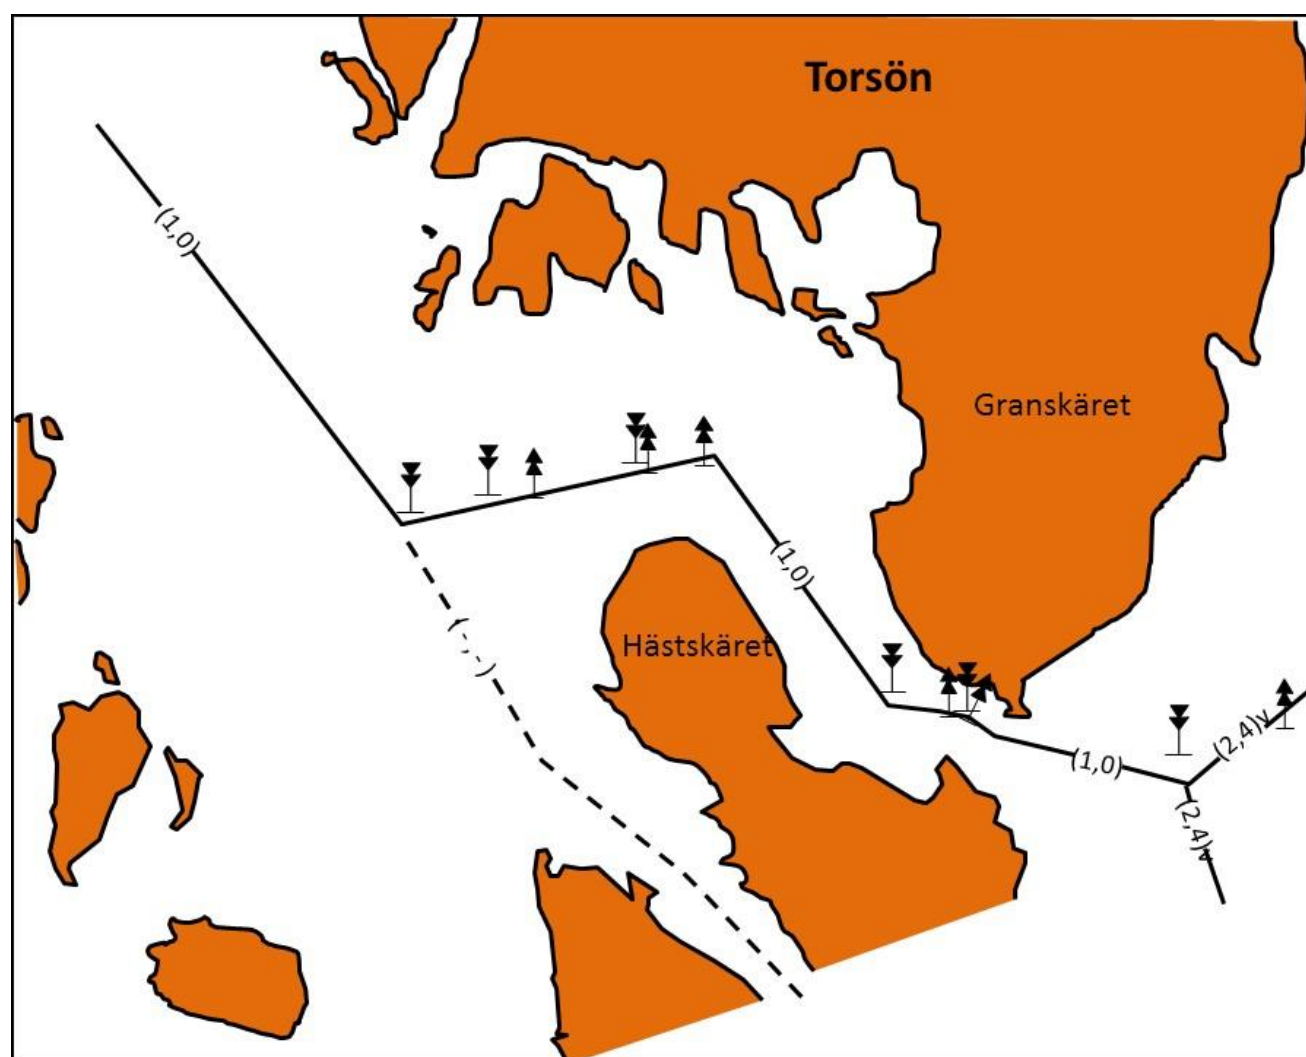 Torsön
(1,0)
Granskäret
(1,0)
(-,-)
Hästskäret
(2,4)v
(1,0)
(2,4)v